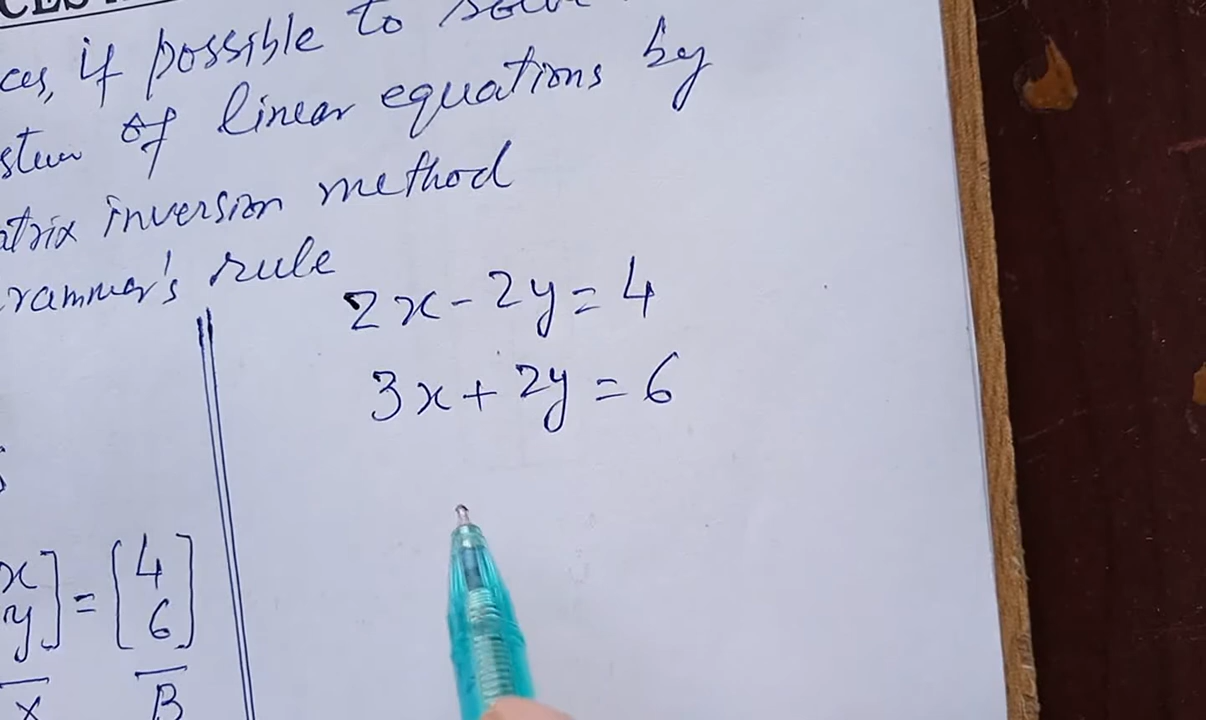 ces, if possible to
stem of linear equations by
atrix inversion method
rammer's rule
2x - 2y = 4
3x + 2y = 6
x
y ] = [ 4
6 ]
X B